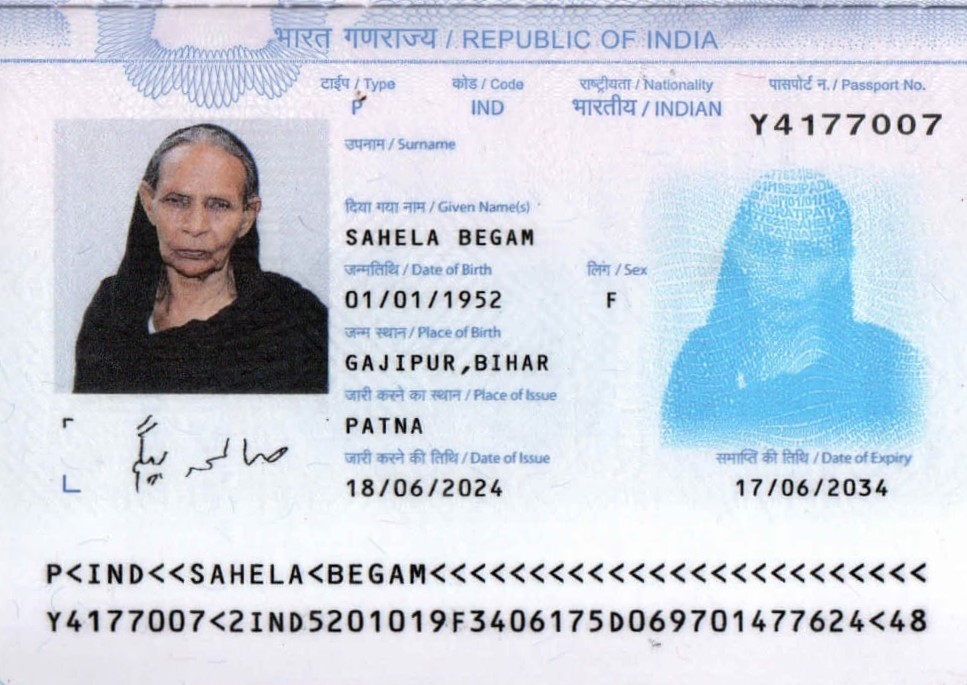 भारत गणराज्य / REPUBLIC OF INDIA
टाईप / Type कोड / Code राष्ट्रीयता / Nationality पासपोर्ट न. / Passport No.
P IND भारतीय / INDIAN Y4177007
उपनाम / Surname
दिया गया नाम / Given Name(s)
SAHELA BEGAM
जन्मतिथि / Date of Birth लिंग / Sex
01/01/1952 F
जन्म स्थान / Place of Birth
GAJIPUR,BIHAR
जारी करने का स्थान / Place of Issue
PATNA
صالحہ بیگم
जारी करने की तिथि / Date of Issue समाप्ति की तिथि / Date of Expiry
18/06/2024 17/06/2034
P<IND<<SAHELA<BEGAM<<<<<<<<<<<<<<<<<<<<<<<<<
Y4177007<2IND5201019F3406175D069701477624<48